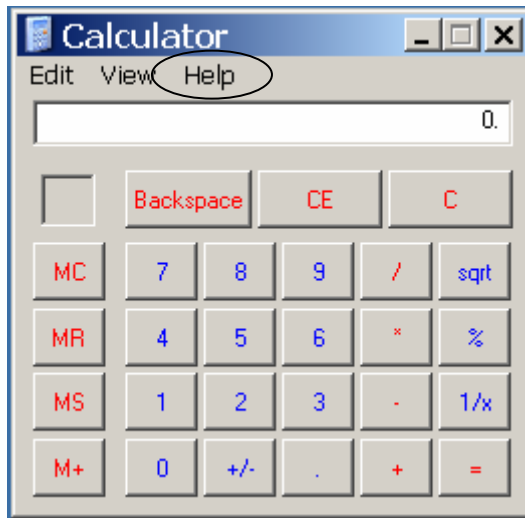 Calculator
Edit View Help
0.
Backspace CE C
MC 7 8 9 / sqrt
MR 4 5 6 * %
MS 1 2 3 - 1/x
M+ 0 +/- . + =